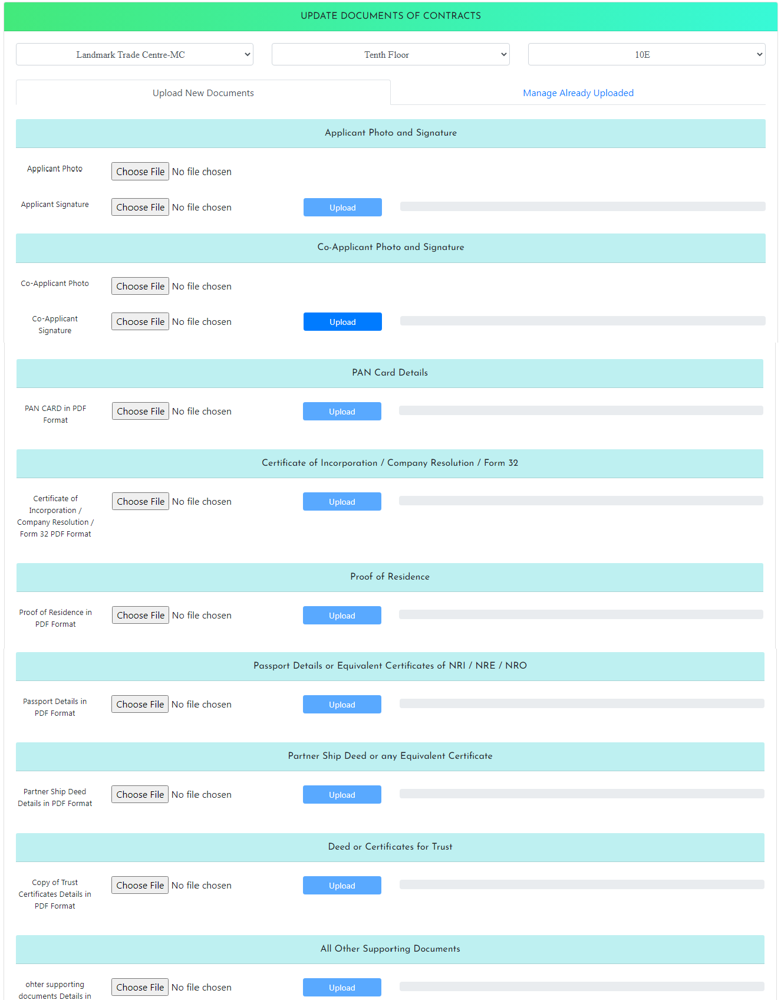 UPDATE DOCUMENTS OF CONTRACTS
Landmark Trade Centre-MC
Tenth Floor
10E
Upload New Documents
Manage Already Uploaded
Applicant Photo and Signature
Applicant Photo
Choose File No file chosen
Applicant Signature
Choose File No file chosen
Upload
Co-Applicant Photo and Signature
Co-Applicant Photo
Choose File No file chosen
Co-Applicant
Signature
Choose File No file chosen
Upload
PAN Card Details
PAN CARD in PDF
Format
Choose File No file chosen
Upload
Certificate of Incorporation / Company Resolution / Form 32
Certificate of
Incorporation /
Company Resolution /
Form 32 PDF Format
Choose File No file chosen
Upload
Proof of Residence
Proof of Residence in
PDF Format
Choose File No file chosen
Upload
Passport Details or Equivalent Certificates of NRI / NRE / NRO
Passport Details in
PDF Format
Choose File No file chosen
Upload
Partner Ship Deed or any Equivalent Certificate
Partner Ship Deed
Details in PDF Format
Choose File No file chosen
Upload
Deed or Certificates for Trust
Copy of Trust
Certificates Details in
PDF Format
Choose File No file chosen
Upload
All Other Supporting Documents
ohter supporting
documents Details in
Choose File No file chosen
Upload